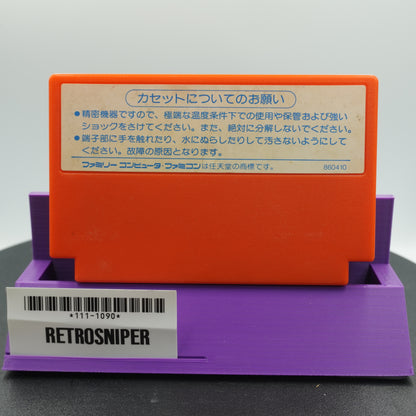 カセットについてのお願い
●精密機器ですので、極端な温度条件下での使用や保管および強い
ショックをさけてください。また、絶対に分解しないでください。
●端子部に手を触れたり、水にぬらしたりして汚さないようにして
ください。故障の原因となります。
ファミリー コンピュータ・ファミコンは任天堂の商標です。 860410
*111-1090*
RETROSNIPER